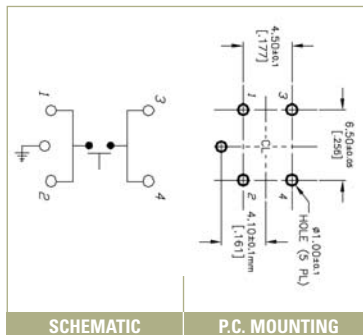 4.50±0.1
[.177]
6.50±0.05
[.256]
1
3
CL
2
4
4.10±0.1mm
[.161]
ø1.00±0.1
HOLE (5 PL)
1
3
2
4
SCHEMATIC
P.C. MOUNTING